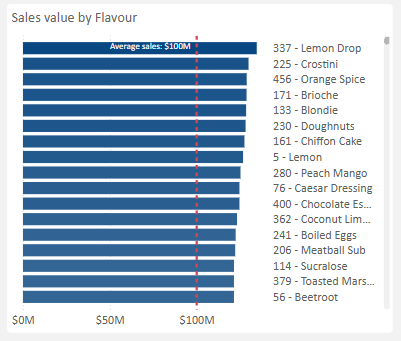 Sales value by Flavour
Average sales: $100M
337 - Lemon Drop
225 - Crostini
456 - Orange Spice
171 - Brioche
133 - Blondie
230 - Doughnuts
161 - Chiffon Cake
5 - Lemon
280 - Peach Mango
76 - Caesar Dressing
400 - Chocolate Es...
362 - Coconut Lim...
241 - Boiled Eggs
206 - Meatball Sub
114 - Sucralose
379 - Toasted Mars...
56 - Beetroot
$0M $50M $100M